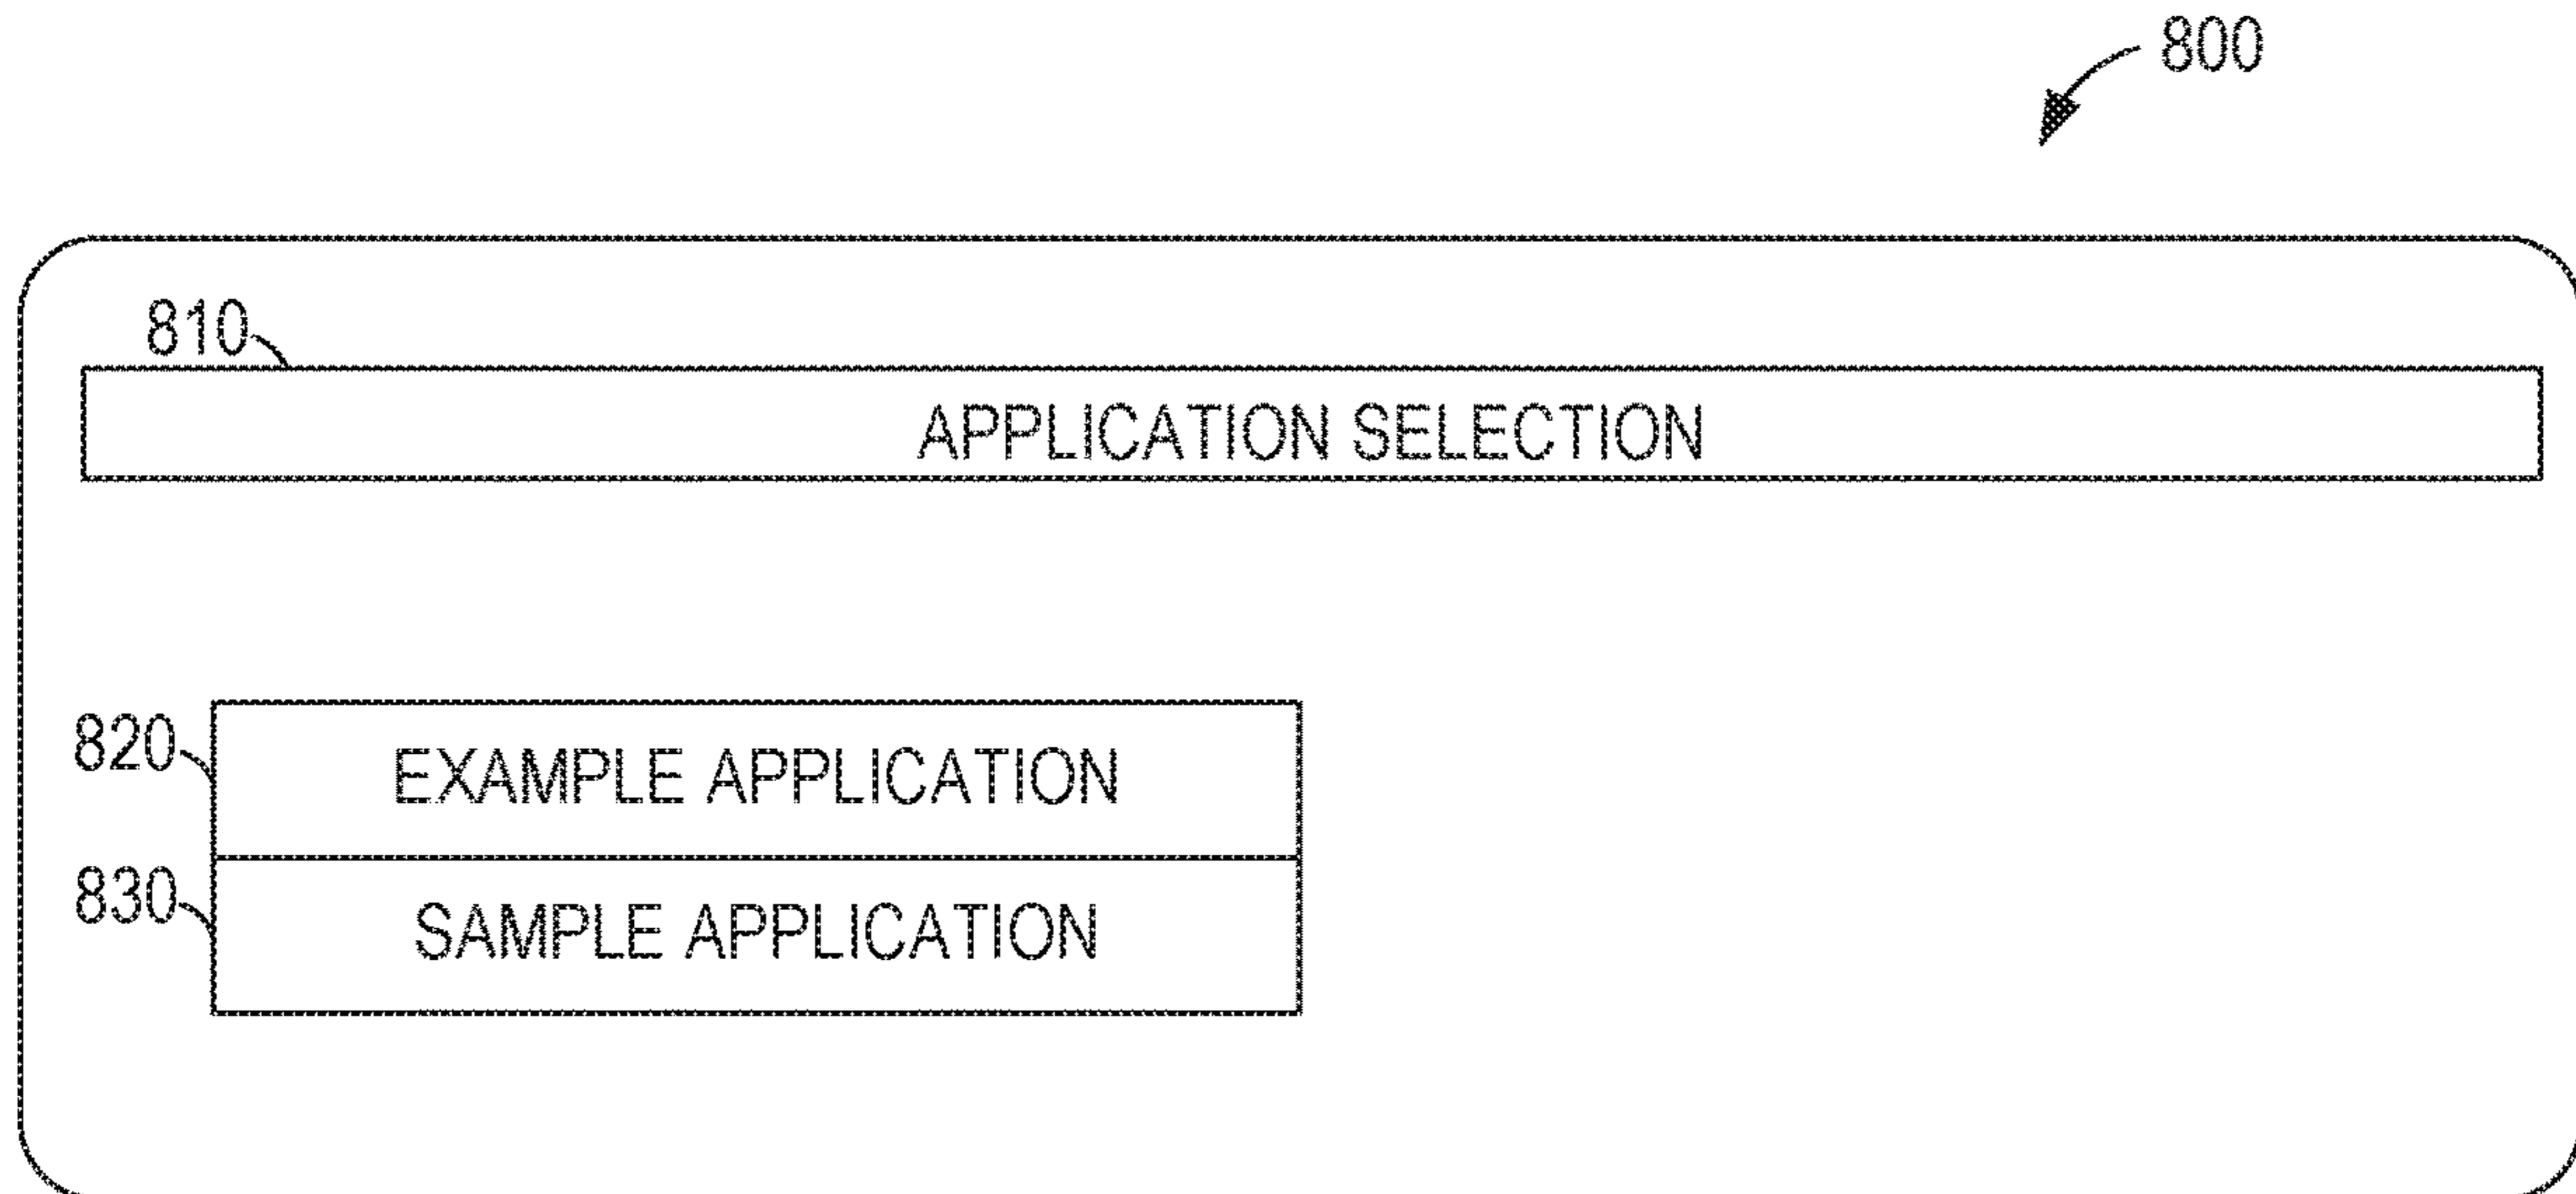 800
810
APPLICATION SELECTION
820
EXAMPLE APPLICATION
830
SAMPLE APPLICATION